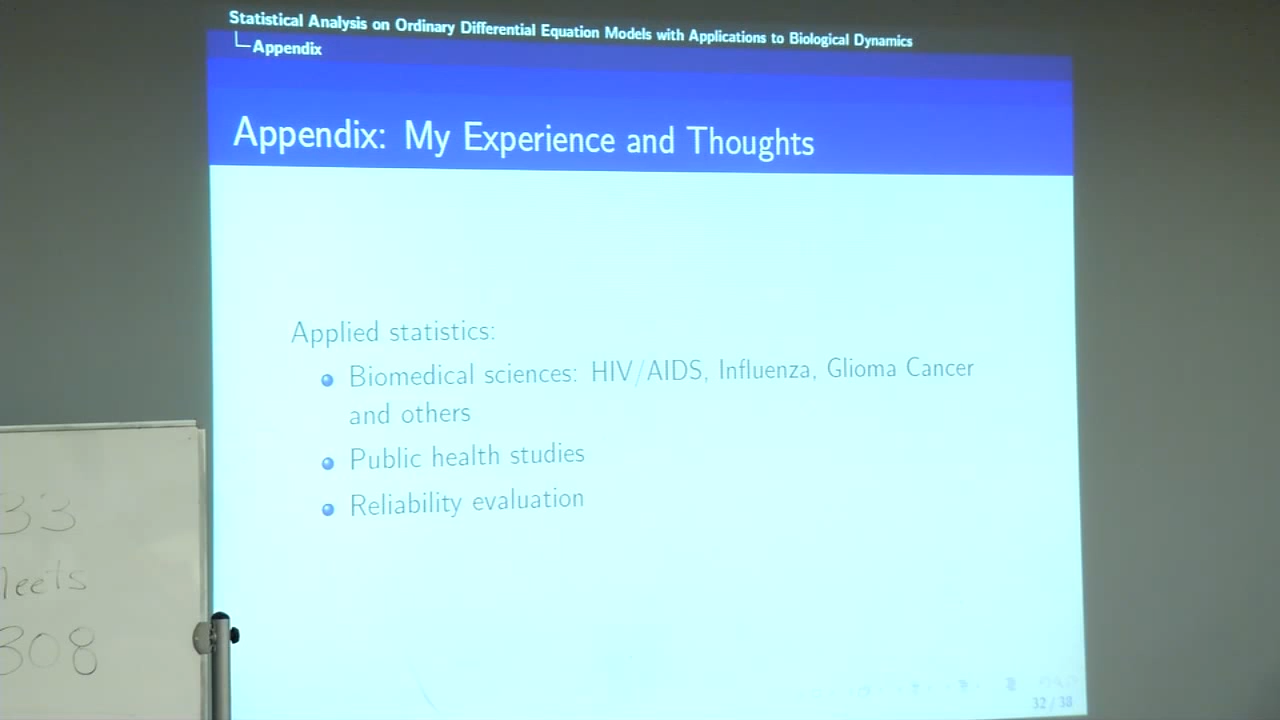 Statistical Analysis on Ordinary Differential Equation Models with Applications to Biological Dynamics
Appendix
Appendix: My Experience and Thoughts
Applied statistics:
Biomedical sciences: HIV/AIDS, Influenza, Glioma Cancer
and others
Public health studies
Reliability evaluation
32 / 38
33
308